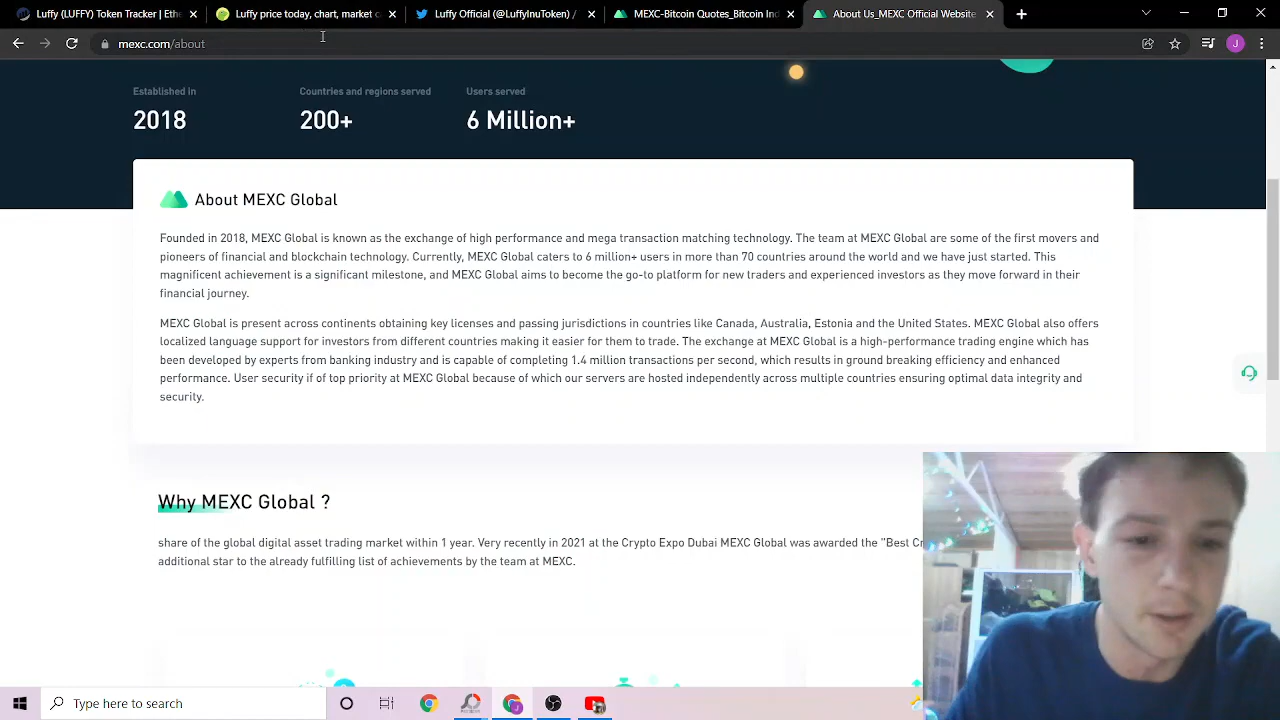 Luffy (LUFFY) Token Tracker | Ethe
Luffy price today, chart, market c
Luffy Official (@LuffyInuToken) /
MEXC-Bitcoin Quotes_Bitcoin Ind
About Us_MEXC Official Website
mexc.com/about
J
Established in
Countries and regions served
Users served
2018
200+
6 Million+
About MEXC Global
Founded in 2018, MEXC Global is known as the exchange of high performance and mega transaction matching technology. The team at MEXC Global are some of the first movers and
pioneers of financial and blockchain technology. Currently, MEXC Global caters to 6 million+ users in more than 70 countries around the world and we have just started. This
magnificent achievement is a significant milestone, and MEXC Global aims to become the go-to platform for new traders and experienced investors as they move forward in their
financial journey.
MEXC Global is present across continents obtaining key licenses and passing jurisdictions in countries like Canada, Australia, Estonia and the United States. MEXC Global also offers
localized language support for investors from different countries making it easier for them to trade. The exchange at MEXC Global is a high-performance trading engine which has
been developed by experts from banking industry and is capable of completing 1.4 million transactions per second, which results in ground breaking efficiency and enhanced
performance. User security if of top priority at MEXC Global because of which our servers are hosted independently across multiple countries ensuring optimal data integrity and
security.
Why MEXC Global ?
share of the global digital asset trading market within 1 year. Very recently in 2021 at the Crypto Expo Dubai MEXC Global was awarded the "Best Cr
additional star to the already fulfilling list of achievements by the team at MEXC.
Type here to search